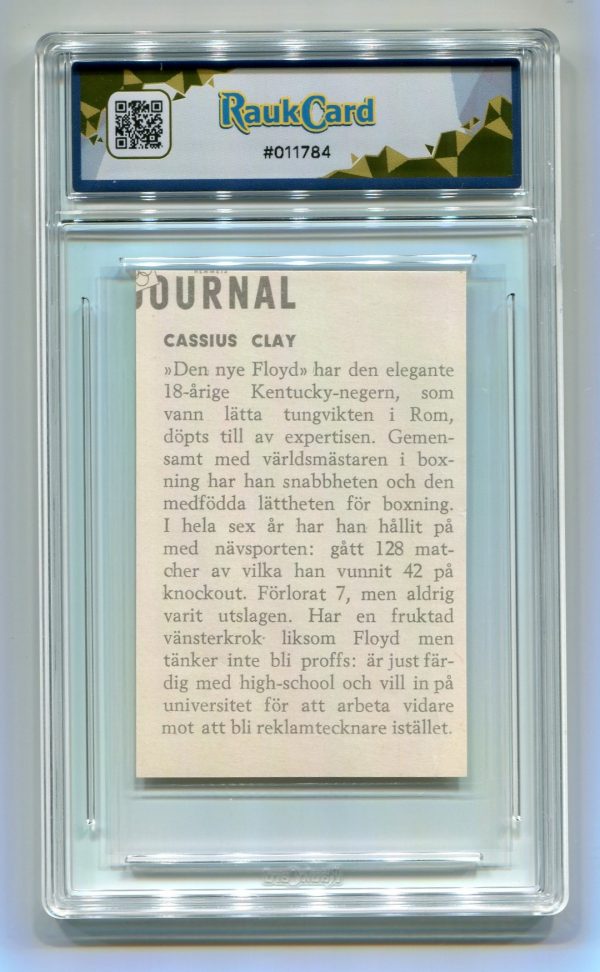 RaukCard
#011784
HEMMETS
JOURNAL
CASSIUS CLAY
»Den nye Floyd» har den elegante
18-årige Kentucky-negern, som
vann lätta tungvikten i Rom,
döpts till av expertisen. Gemen-
samt med världsmästaren i box-
ning har han snabbheten och den
medfödda lättheten för boxning.
I hela sex år har han hållit på
med nävsporten: gått 128 mat-
cher av vilka han vunnit 42 på
knockout. Förlorat 7, men aldrig
varit utslagen. Har en fruktad
vänsterkrok liksom Floyd men
tänker inte bli proffs: är just fär-
dig med high-school och vill in på
universitet för att arbeta vidare
mot att bli reklamtecknare istället.